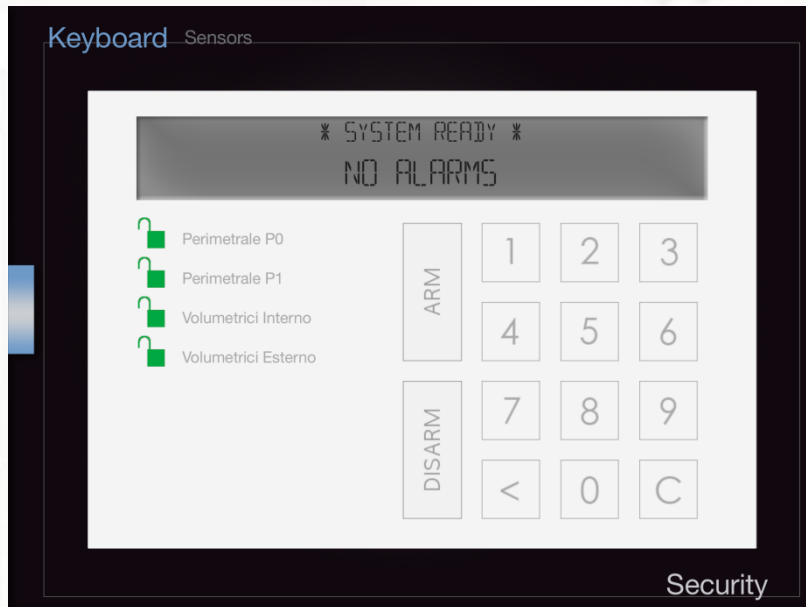 Keyboard Sensors
* SYSTEM READY *
NO ALARMS
Perimetrale P0
Perimetrale P1
Volumetrici Interno
Volumetrici Esterno
ARM
DISARM
1 2 3
4 5 6
7 8 9
< 0 C
Security